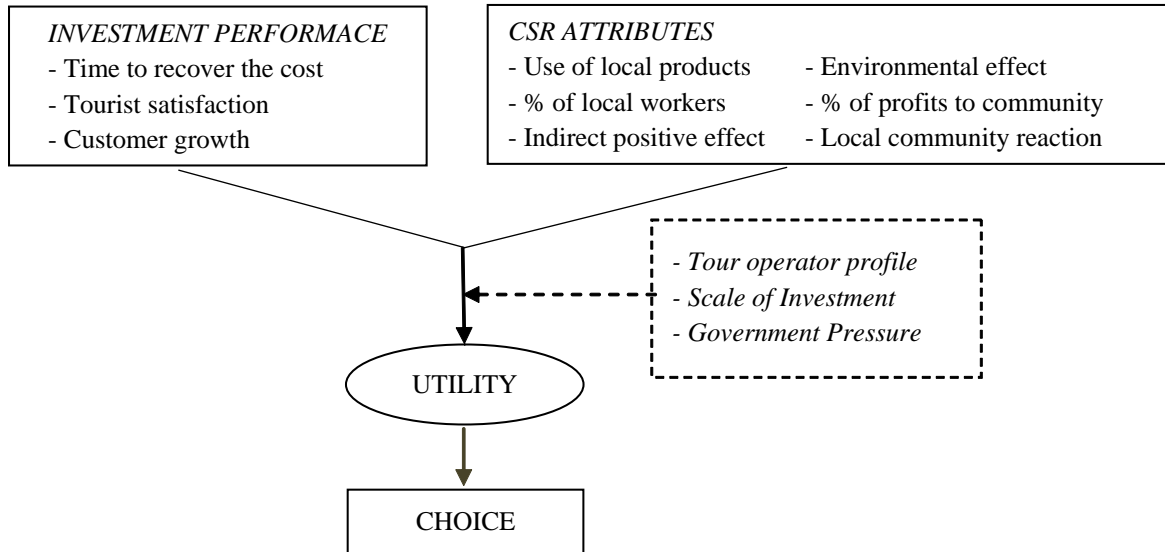 INVESTMENT PERFORMACE
- Time to recover the cost
- Tourist satisfaction
- Customer growth
CSR ATTRIBUTES
- Use of local products
- % of local workers
- Indirect positive effect
- Environmental effect
- % of profits to community
- Local community reaction
- Tour operator profile
- Scale of Investment
- Government Pressure
UTILITY
CHOICE